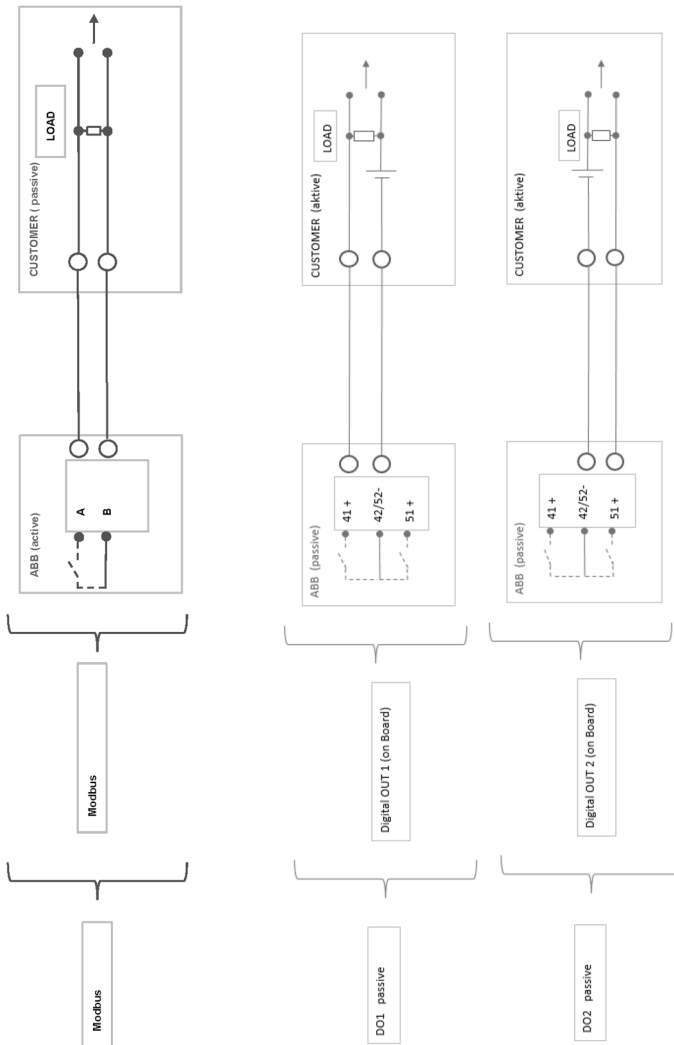 Modbus
Modbus
ABB (active)
A
B
CUSTOMER ( passive)
LOAD
DO1 passive
Digital OUT 1 (on Board)
ABB (passive)
41 +
42/52-
51 +
CUSTOMER (aktive)
LOAD
DO2 passive
Digital OUT 2 (on Board)
ABB (passive)
41 +
42/52-
51 +
CUSTOMER (aktive)
LOAD